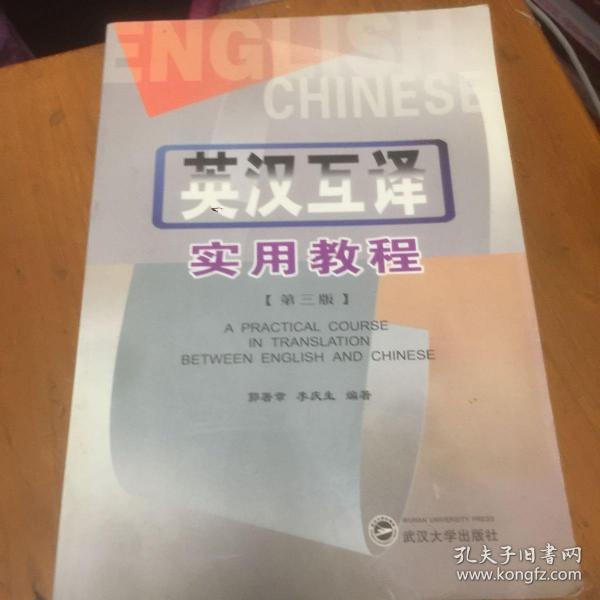 ENGLISH
CHINESE
英汉互译
实用教程
【第三版】
A PRACTICAL COURSE
IN TRANSLATION
BETWEEN ENGLISH AND CHINESE
郭著章 李庆生 编著
WUHAN UNIVERSITY PRESS
武汉大学出版社
孔夫子旧书网
www.kongfz.com